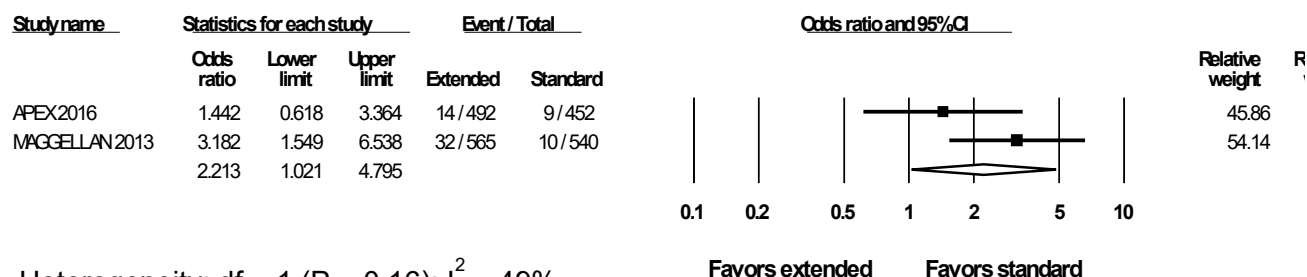 Study name Statistics for each study Event / Total Odds ratio and 95%CI
Odds ratio Lower limit Upper limit Extended Standard Relative weight
APEX 2016 1.442 0.618 3.364 14 / 492 9 / 452 45.86
MAGGELLAN 2013 3.182 1.549 6.538 32 / 565 10 / 540 54.14
2.213 1.021 4.795
0.1 0.2 0.5 1 2 5 10
Favors extended Favors standard